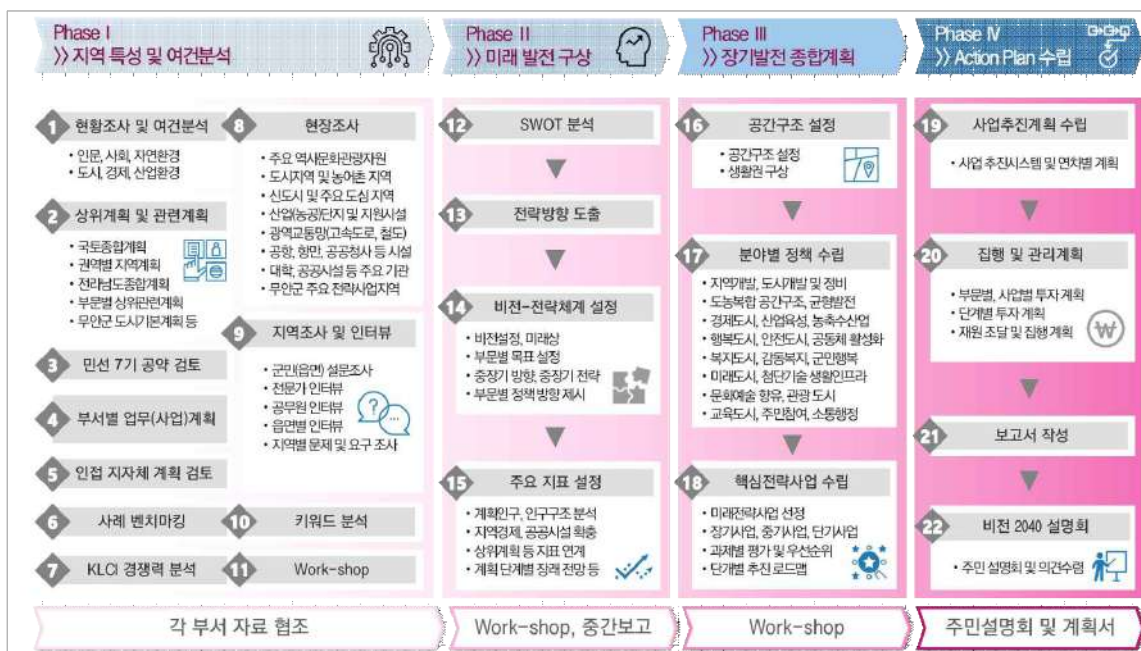 Phase Ⅰ
>> 지역 특성 및 여건분석
Phase Ⅱ
>> 미래 발전 구상
Phase Ⅲ
>> 장기발전 종합계획
Phase Ⅳ
>> Action Plan 수립
1 현황조사 및 여건분석
• 인문, 사회, 자연환경
• 도시, 경제, 산업환경
2 상위계획 및 관련계획
• 국토종합계획
• 권역별 지역계획
• 전라남도종합계획
• 부문별 상위관련계획
• 무안군 도시기본계획 등
3 민선 7기 공약 검토
4 부서별 업무(사업)계획
5 인접 지자체 계획 검토
6 사례 벤치마킹
7 KLCI 경쟁력 분석
8 현장조사
• 주요 역사문화관광자원
• 도시지역 및 농어촌 지역
• 신도시 및 주요 도심 지역
• 산업(농공)단지 및 지원시설
• 광역교통망(고속도로, 철도)
• 공항, 항만, 공공청사 등 시설
• 대학, 공공시설 등 주요 기관
• 무안군 주요 전략사업지역
9 지역조사 및 인터뷰
• 군민(읍면) 설문조사
• 전문가 인터뷰
• 공무원 인터뷰
• 읍면별 인터뷰
• 지역별 문제 및 요구 조사
10 키워드 분석
11 Work-shop
12 SWOT 분석
13 전략방향 도출
14 비전-전략체계 설정
• 비전설정, 미래상
• 부문별 목표 설정
• 중장기 방향, 중장기 전략
• 부문별 정책 방향 제시
15 주요 지표 설정
• 계획인구, 인구구조 분석
• 지역경제, 공공시설 확충
• 상위계획 등 지표 연계
• 계획 단계별 장래 전망 등
16 공간구조 설정
• 공간구조 설정
• 생활권 구상
17 분야별 정책 수립
• 지역개발, 도시개발 및 정비
• 도농복합 공간구조, 균형발전
• 경제도시, 산업육성, 농축수산업
• 행복도시, 안전도시, 공동체 활성화
• 복지도시, 감동복지, 군민행복
• 미래도시, 첨단기술 생활인프라
• 문화예술 향유, 관광 도시
• 교육도시, 주민참여, 소통행정
18 핵심전략사업 수립
• 미래전략사업 선정
• 장기사업, 중기사업, 단기사업
• 과제별 평가 및 우선순위
• 단계별 추진 로드맵
19 사업추진계획 수립
• 사업 추진시스템 및 연차별 계획
20 집행 및 관리계획
• 부문별, 사업별 투자 계획
• 단계별 투자 계획
• 재원 조달 및 집행 계획
21 보고서 작성
22 비전 2040 설명회
• 주민 설명회 및 의견수렴
각 부서 자료 협조
Work-shop, 중간보고
Work-shop
주민설명회 및 계획서